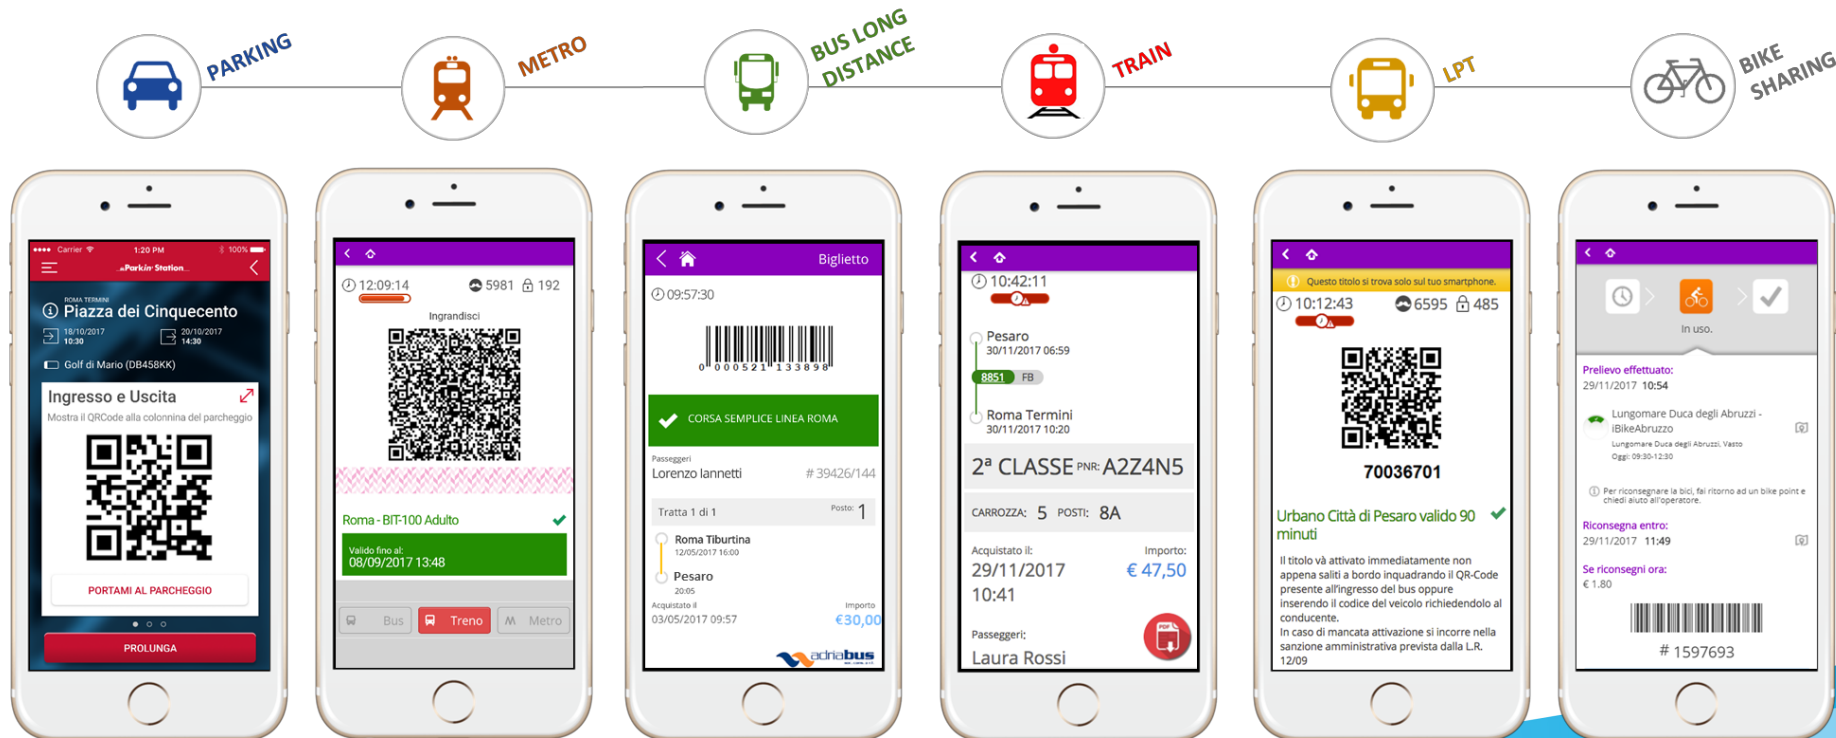 PARKING
METRO
BUS LONG
DISTANCE
TRAIN
LPT
BIKE
SHARING
Carrier
1:20 PM
100%
Parkin' Station
ROMA TERMINI
Piazza dei Cinquecento
18/10/2017
10:30
20/10/2017
14:30
Golf di Mario (DB458KK)
Ingresso e Uscita
Mostra il QRCode alla colonnina del parcheggio
PORTAMI AL PARCHEGGIO
PROLUNGA
12:09:14
5981
192
Ingrandisci
Roma - BIT-100 Adulto
Valido fino al:
08/09/2017 13:48
Bus
Treno
Metro
Biglietto
09:57:30
0 000521 133898
CORSA SEMPLICE LINEA ROMA
Passeggeri
Lorenzo Iannetti
# 39426/144
Tratta 1 di 1
Posto: 1
Roma Tiburtina
12/05/2017 16:00
Pesaro
20:05
Acquistato il
03/05/2017 09:57
Importo
€30,00
adriabus
10:42:11
Pesaro
30/11/2017 06:59
8851 FB
Roma Termini
30/11/2017 10:20
2ª CLASSE PNR: A2Z4N5
CARROZZA: 5 POSTI: 8A
Acquistato il:
29/11/2017
10:41
Importo:
€ 47,50
Passeggeri:
Laura Rossi
PDF
Questo titolo si trova solo sul tuo smartphone.
10:12:43
6595
485
70036701
Urbano Città di Pesaro valido 90
minuti
Il titolo và attivato immediatamente non
appena saliti a bordo inquadrando il QR-Code
presente all'ingresso del bus oppure
inserendo il codice del veicolo richiedendolo al
conducente.
In caso di mancata attivazione si incorre nella
sanzione amministrativa prevista dalla L.R.
12/09
In uso.
Prelievo effettuato:
29/11/2017 10:54
Lungomare Duca degli Abruzzi -
iBikeAbruzzo
Lungomare Duca degli Abruzzi, Vasto
Oggi: 09:30-12:30
Per riconsegnare la bici, fai ritorno ad un bike point e
chiedi aiuto all'operatore.
Riconsegna entro:
29/11/2017 11:49
Se riconsegni ora:
€ 1.80
# 1597693